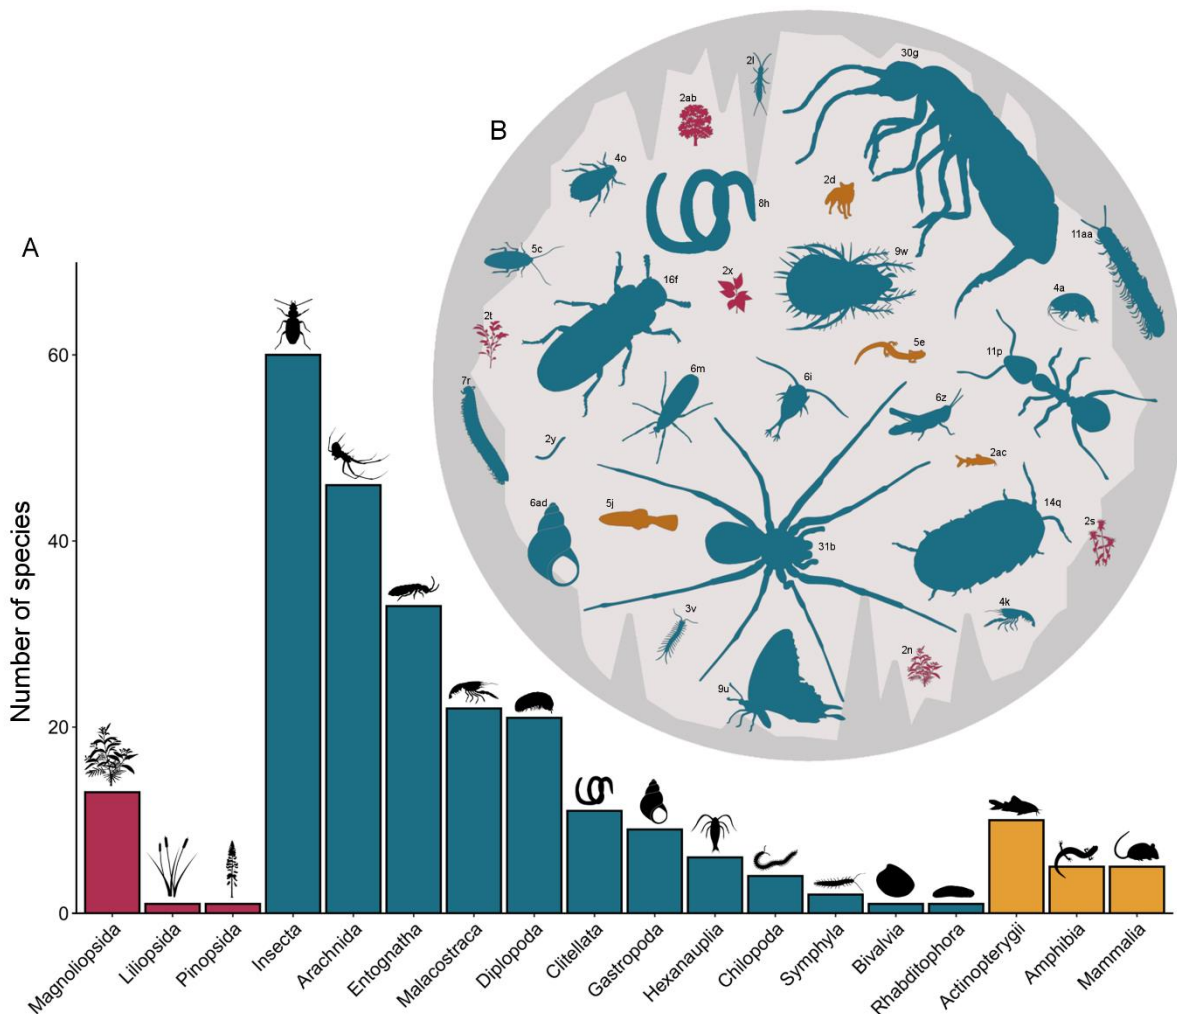 A
Number of species
60
40
20
0
Magnoliopsida
Liliopsida
Pinopsida
Insecta
Arachnida
Entognatha
Malacostraca
Diplopoda
Clitellata
Gastropoda
Hexanauplia
Chilopoda
Symphyla
Bivalvia
Rhabditophora
Actinopterygii
Amphibia
Mammalia
B
30g
2l
2ab
4o
2d
8h
11aa
5c
9w
16f
2x
4a
2t
5e
11p
6m
6i
7r
6z
2y
2ac
6ad
5j
14q
2s
31b
3v
4k
2n
9u